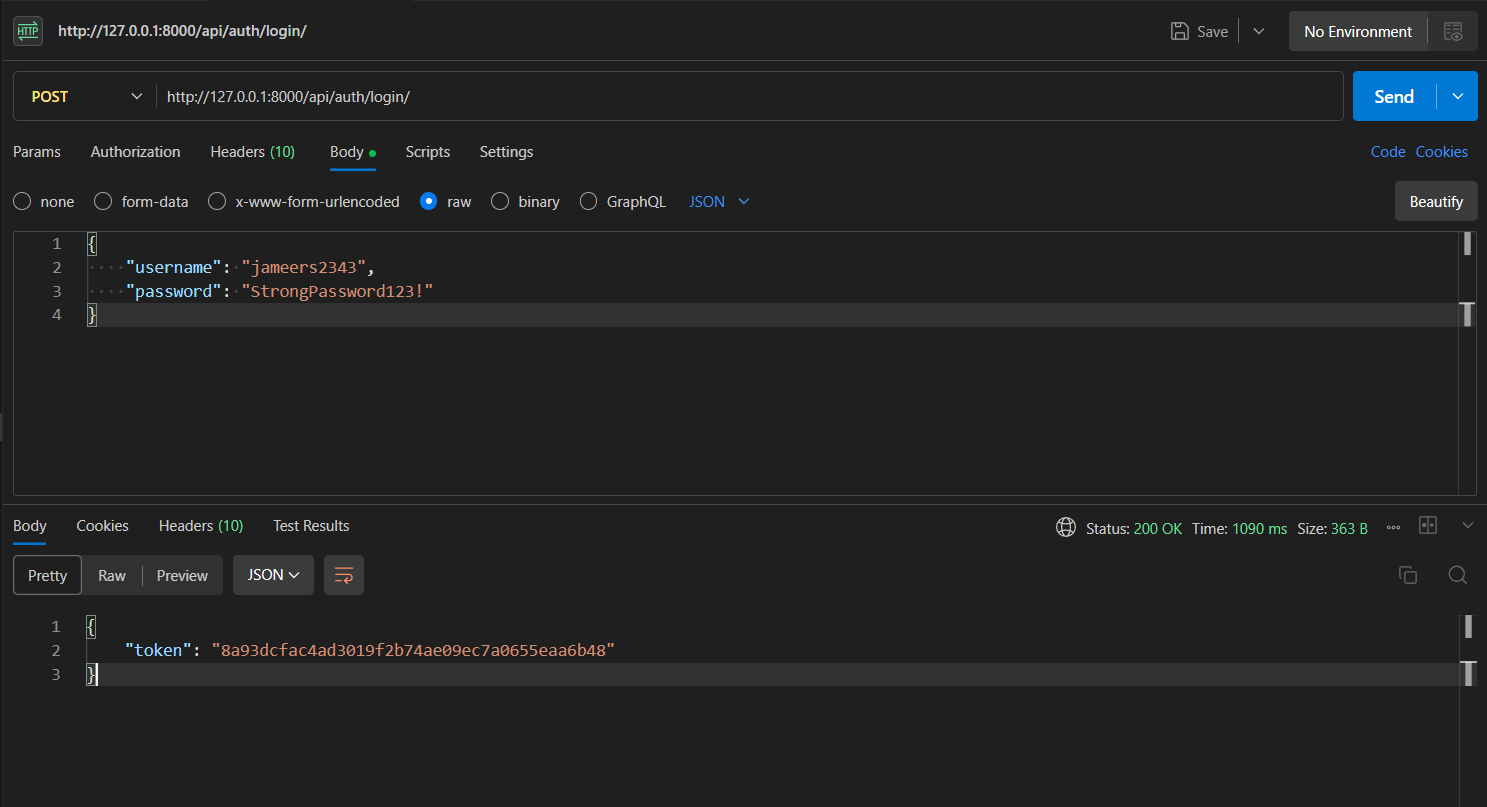 HTTP http://127.0.0.1:8000/api/auth/login/ Save No Environment
POST http://127.0.0.1:8000/api/auth/login/ Send
Params Authorization Headers (10) Body Scripts Settings Code Cookies
none form-data x-www-form-urlencoded raw binary GraphQL JSON Beautify
1 {
2 "username": "jameers2343",
3 "password": "StrongPassword123!"
4 }
Body Cookies Headers (10) Test Results Status: 200 OK Time: 1090 ms Size: 363 B
Pretty Raw Preview JSON
1 {
2 "token": "8a93dcfac4ad3019f2b74ae09ec7a0655eaa6b48"
3 }